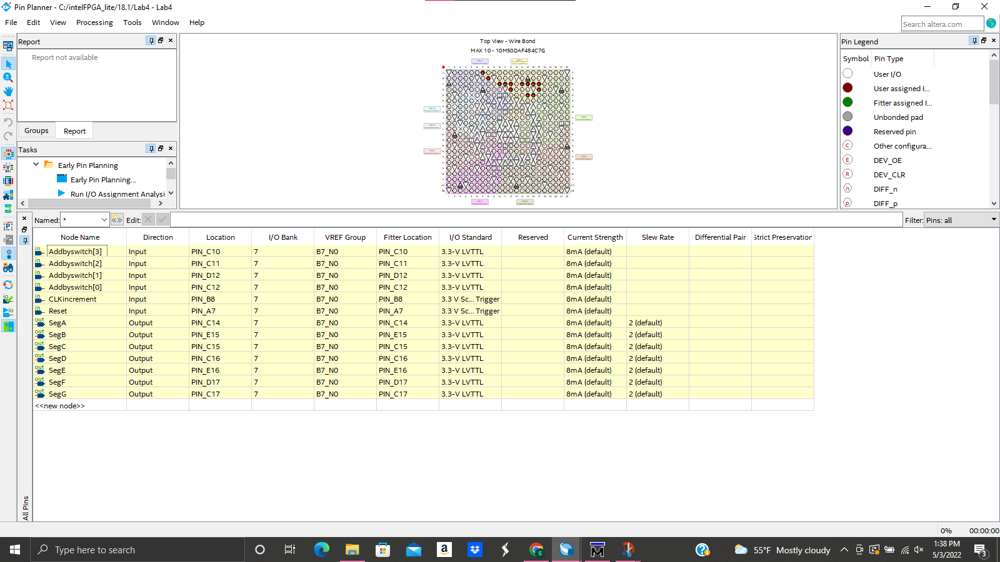 Pin Planner - C:/intelFPGA_lite/18.1/Lab4 - Lab4
File Edit View Processing Tools Window Help
Search altera.com
Report
Report not available
Groups Report
Tasks
Early Pin Planning
Early Pin Planning...
Run I/O Assignment Analysi
Top View - Wire Bond
MAX 10 - 10M50DAF484C7G
Pin Legend
Symbol Pin Type
User I/O
User assigned I...
Fitter assigned I...
Unbonded pad
Reserved pin
C Other configura...
E DEV_OE
R DEV_CLR
n DIFF_n
p DIFF_p
Named: * Edit: Filter: Pins: all
Node Name Direction Location I/O Bank VREF Group Fitter Location I/O Standard Reserved Current Strength Slew Rate Differential Pair Strict Preservation
in Addbyswitch[3] Input PIN_C10 7 B7_N0 PIN_C10 3.3-V LVTTL 8mA (default)
in Addbyswitch[2] Input PIN_C11 7 B7_N0 PIN_C11 3.3-V LVTTL 8mA (default)
in Addbyswitch[1] Input PIN_D12 7 B7_N0 PIN_D12 3.3-V LVTTL 8mA (default)
in Addbyswitch[0] Input PIN_C12 7 B7_N0 PIN_C12 3.3-V LVTTL 8mA (default)
in CLKincrement Input PIN_B8 7 B7_N0 PIN_B8 3.3 V Sc... Trigger 8mA (default)
in Reset Input PIN_A7 7 B7_N0 PIN_A7 3.3 V Sc... Trigger 8mA (default)
out SegA Output PIN_C14 7 B7_N0 PIN_C14 3.3-V LVTTL 8mA (default) 2 (default)
out SegB Output PIN_E15 7 B7_N0 PIN_E15 3.3-V LVTTL 8mA (default) 2 (default)
out SegC Output PIN_C15 7 B7_N0 PIN_C15 3.3-V LVTTL 8mA (default) 2 (default)
out SegD Output PIN_C16 7 B7_N0 PIN_C16 3.3-V LVTTL 8mA (default) 2 (default)
out SegE Output PIN_E16 7 B7_N0 PIN_E16 3.3-V LVTTL 8mA (default) 2 (default)
out SegF Output PIN_D17 7 B7_N0 PIN_D17 3.3-V LVTTL 8mA (default) 2 (default)
out SegG Output PIN_C17 7 B7_N0 PIN_C17 3.3-V LVTTL 8mA (default) 2 (default)
<<new node>>
All Pins
0% 00:00:00
Type here to search
55°F Mostly cloudy
1:38 PM
5/3/2022
3